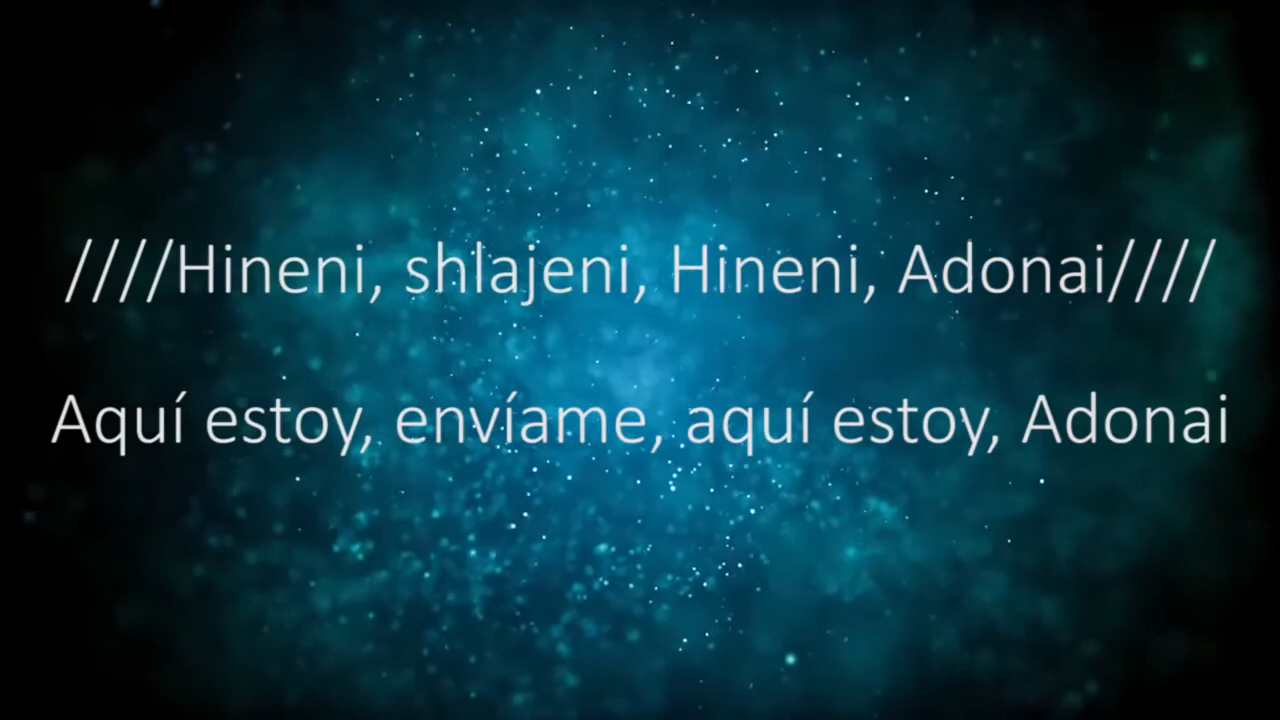 ////Hineni, shlajeni, Hineni, Adonai////
Aquí estoy, envíame, aquí estoy, Adonai